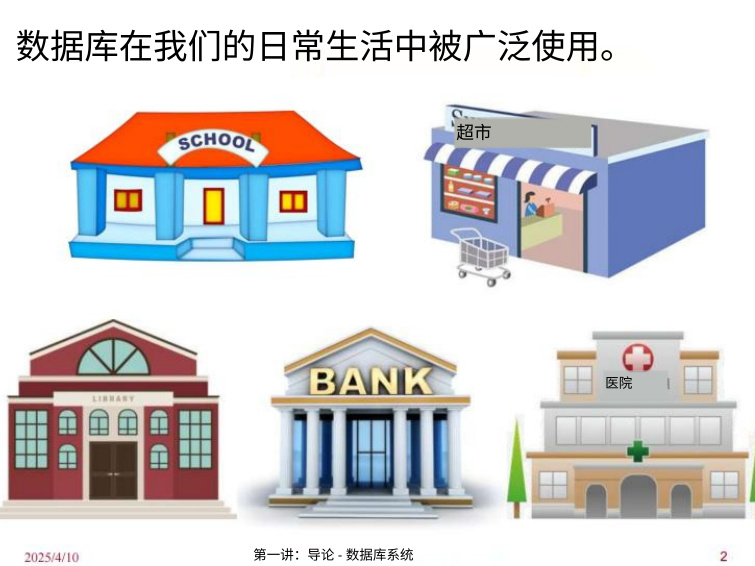 数据库在我们的日常生活中被广泛使用。
SCHOOL
超市
LIBRARY
BANK
医院
2025/4/10
第一讲：导论 - 数据库系统
2